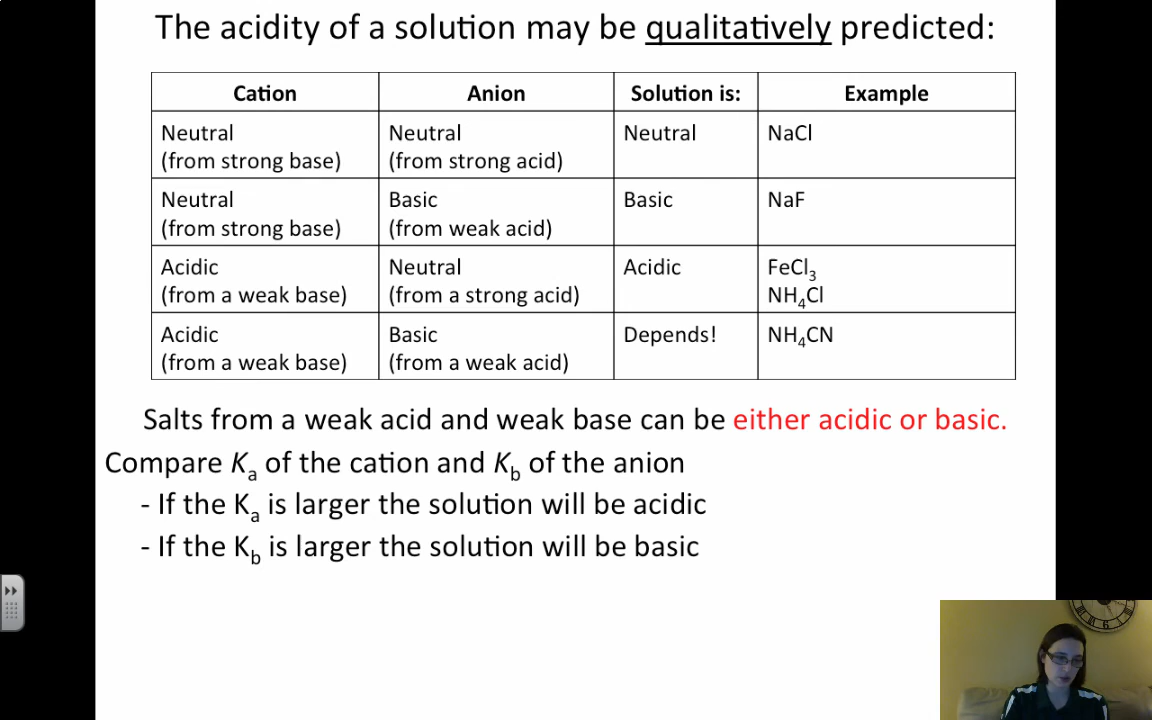 The acidity of a solution may be qualitatively predicted:
Cation Anion Solution is: Example
Neutral Neutral Neutral NaCl
(from strong base) (from strong acid)
Neutral Basic Basic NaF
(from strong base) (from weak acid)
Acidic Neutral Acidic FeCl₃
(from a weak base) (from a strong acid) NH₄Cl
Acidic Basic Depends! NH₄CN
(from a weak base) (from a weak acid)
Salts from a weak acid and weak base can be either acidic or basic.
Compare Kₐ of the cation and K_b of the anion
- If the Kₐ is larger the solution will be acidic
- If the K_b is larger the solution will be basic